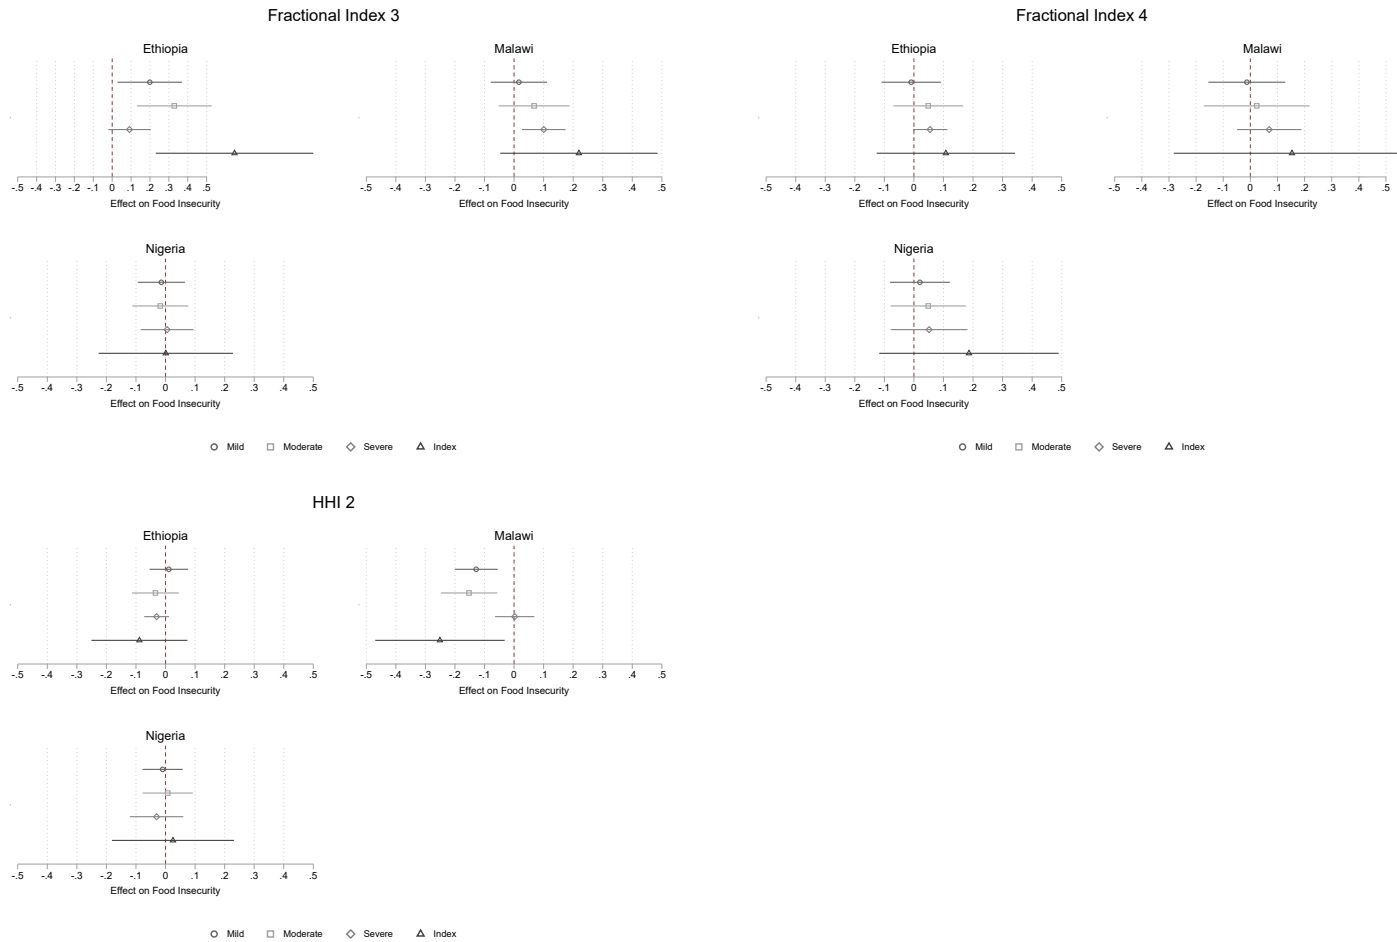 Fractional Index 3
Ethiopia
-.5 -.4 -.3 -.2 -.1 0 .1 .2 .3 .4 .5
Effect on Food Insecurity
Malawi
-.5 -.4 -.3 -.2 -.1 0 .1 .2 .3 .4 .5
Effect on Food Insecurity
Nigeria
-.5 -.4 -.3 -.2 -.1 0 .1 .2 .3 .4 .5
Effect on Food Insecurity
Mild Moderate Severe Index
Fractional Index 4
Ethiopia
-.5 -.4 -.3 -.2 -.1 0 .1 .2 .3 .4 .5
Effect on Food Insecurity
Malawi
-.5 -.4 -.3 -.2 -.1 0 .1 .2 .3 .4 .5
Effect on Food Insecurity
Nigeria
-.5 -.4 -.3 -.2 -.1 0 .1 .2 .3 .4 .5
Effect on Food Insecurity
Mild Moderate Severe Index
HHI 2
Ethiopia
-.5 -.4 -.3 -.2 -.1 0 .1 .2 .3 .4 .5
Effect on Food Insecurity
Malawi
-.5 -.4 -.3 -.2 -.1 0 .1 .2 .3 .4 .5
Effect on Food Insecurity
Nigeria
-.5 -.4 -.3 -.2 -.1 0 .1 .2 .3 .4 .5
Effect on Food Insecurity
Mild Moderate Severe Index